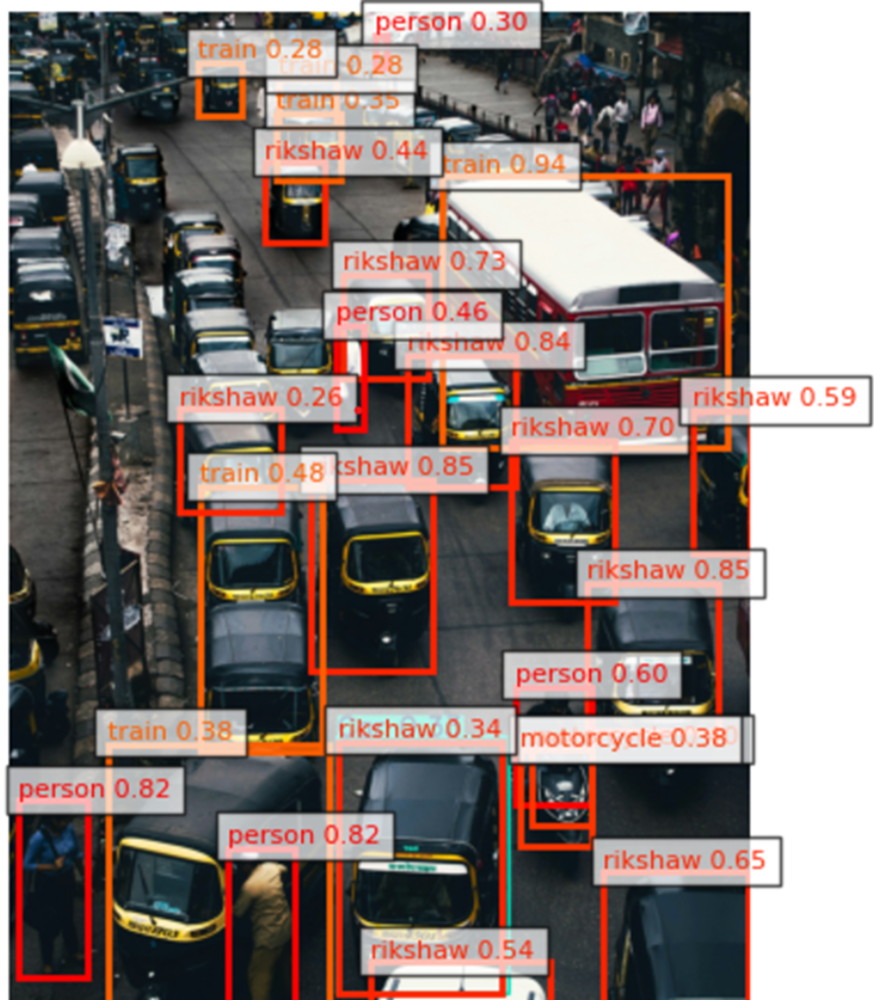 person 0.30
train 0.28
train 0.28
train 0.35
rikshaw 0.44
train 0.94
rikshaw 0.73
person 0.46
rikshaw 0.84
rikshaw 0.26
rikshaw 0.59
rikshaw 0.70
train 0.48
kshaw 0.85
rikshaw 0.85
person 0.60
train 0.38
rikshaw 0.34
motorcycle 0.38
person 0.82
person 0.82
rikshaw 0.65
rikshaw 0.54